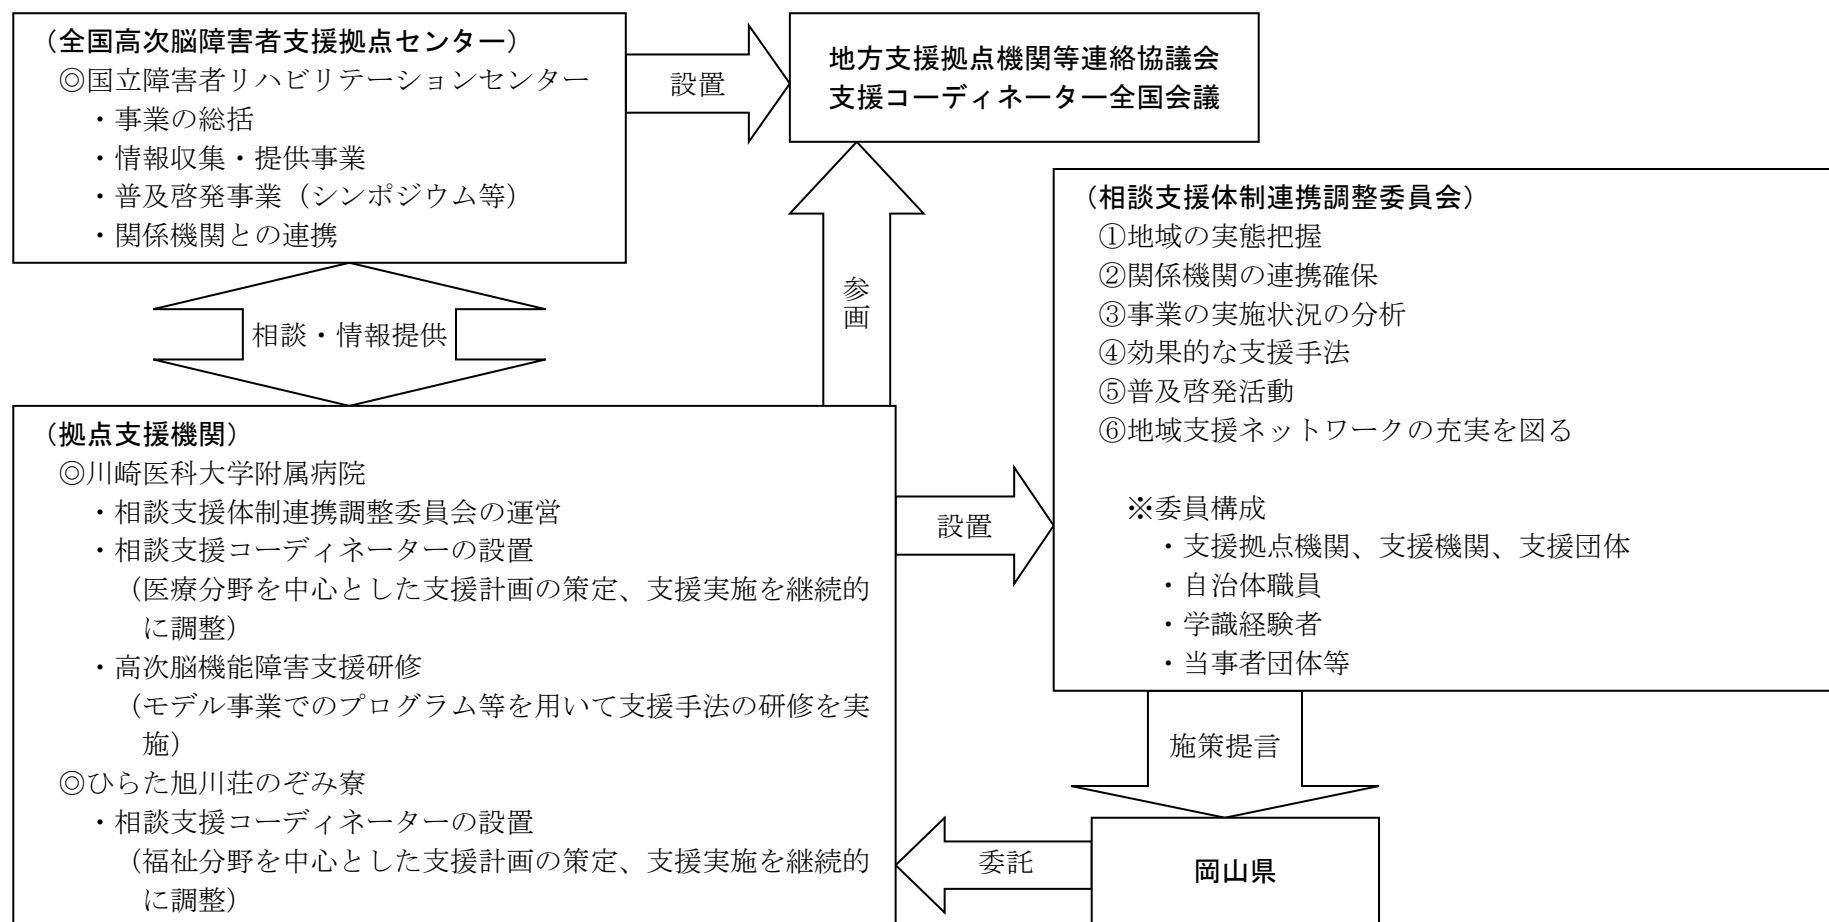 （全国高次脳障害者支援拠点センター）
◎国立障害者リハビリテーションセンター
・事業の総括
・情報収集・提供事業
・普及啓発事業（シンポジウム等）
・関係機関との連携
設置
地方支援拠点機関等連絡協議会
支援コーディネーター全国会議
相談・情報提供
参画
（相談支援体制連携調整委員会）
①地域の実態把握
②関係機関の連携確保
③事業の実施状況の分析
④効果的な支援手法
⑤普及啓発活動
⑥地域支援ネットワークの充実を図る
※委員構成
・支援拠点機関、支援機関、支援団体
・自治体職員
・学識経験者
・当事者団体等
（拠点支援機関）
◎川崎医科大学附属病院
・相談支援体制連携調整委員会の運営
・相談支援コーディネーターの設置
（医療分野を中心とした支援計画の策定、支援実施を継続的
に調整）
・高次脳機能障害支援研修
（モデル事業でのプログラム等を用いて支援手法の研修を実
施）
◎ひらた旭川荘のぞみ寮
・相談支援コーディネーターの設置
（福祉分野を中心とした支援計画の策定、支援実施を継続的
に調整）
設置
施策提言
委託
岡山県